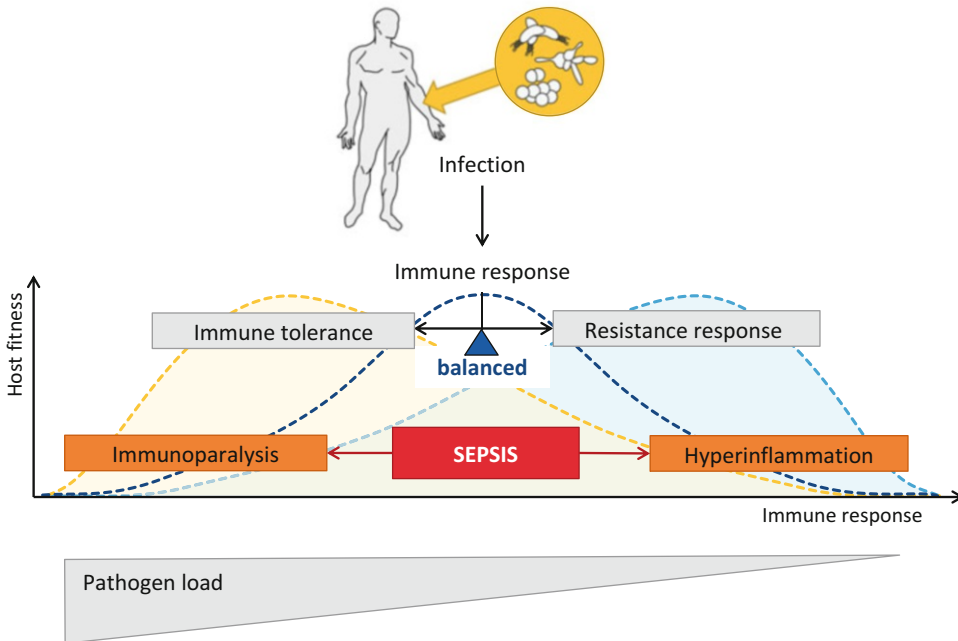 Infection
Immune response
Host fitness
Immune tolerance
Resistance response
balanced
Immunoparalysis
SEPSIS
Hyperinflammation
Immune response
Pathogen load